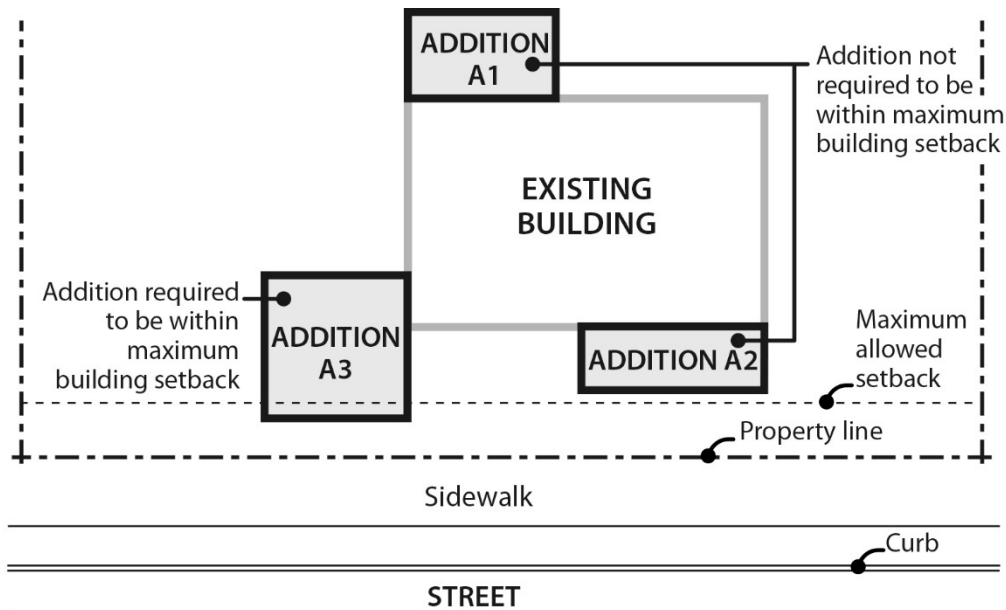 ADDITION
A1
Addition not
required to be
within maximum
building setback
EXISTING
BUILDING
Addition required
to be within
maximum
building setback
ADDITION
A3
ADDITION A2
Maximum
allowed
setback
Property line
Sidewalk
Curb
STREET